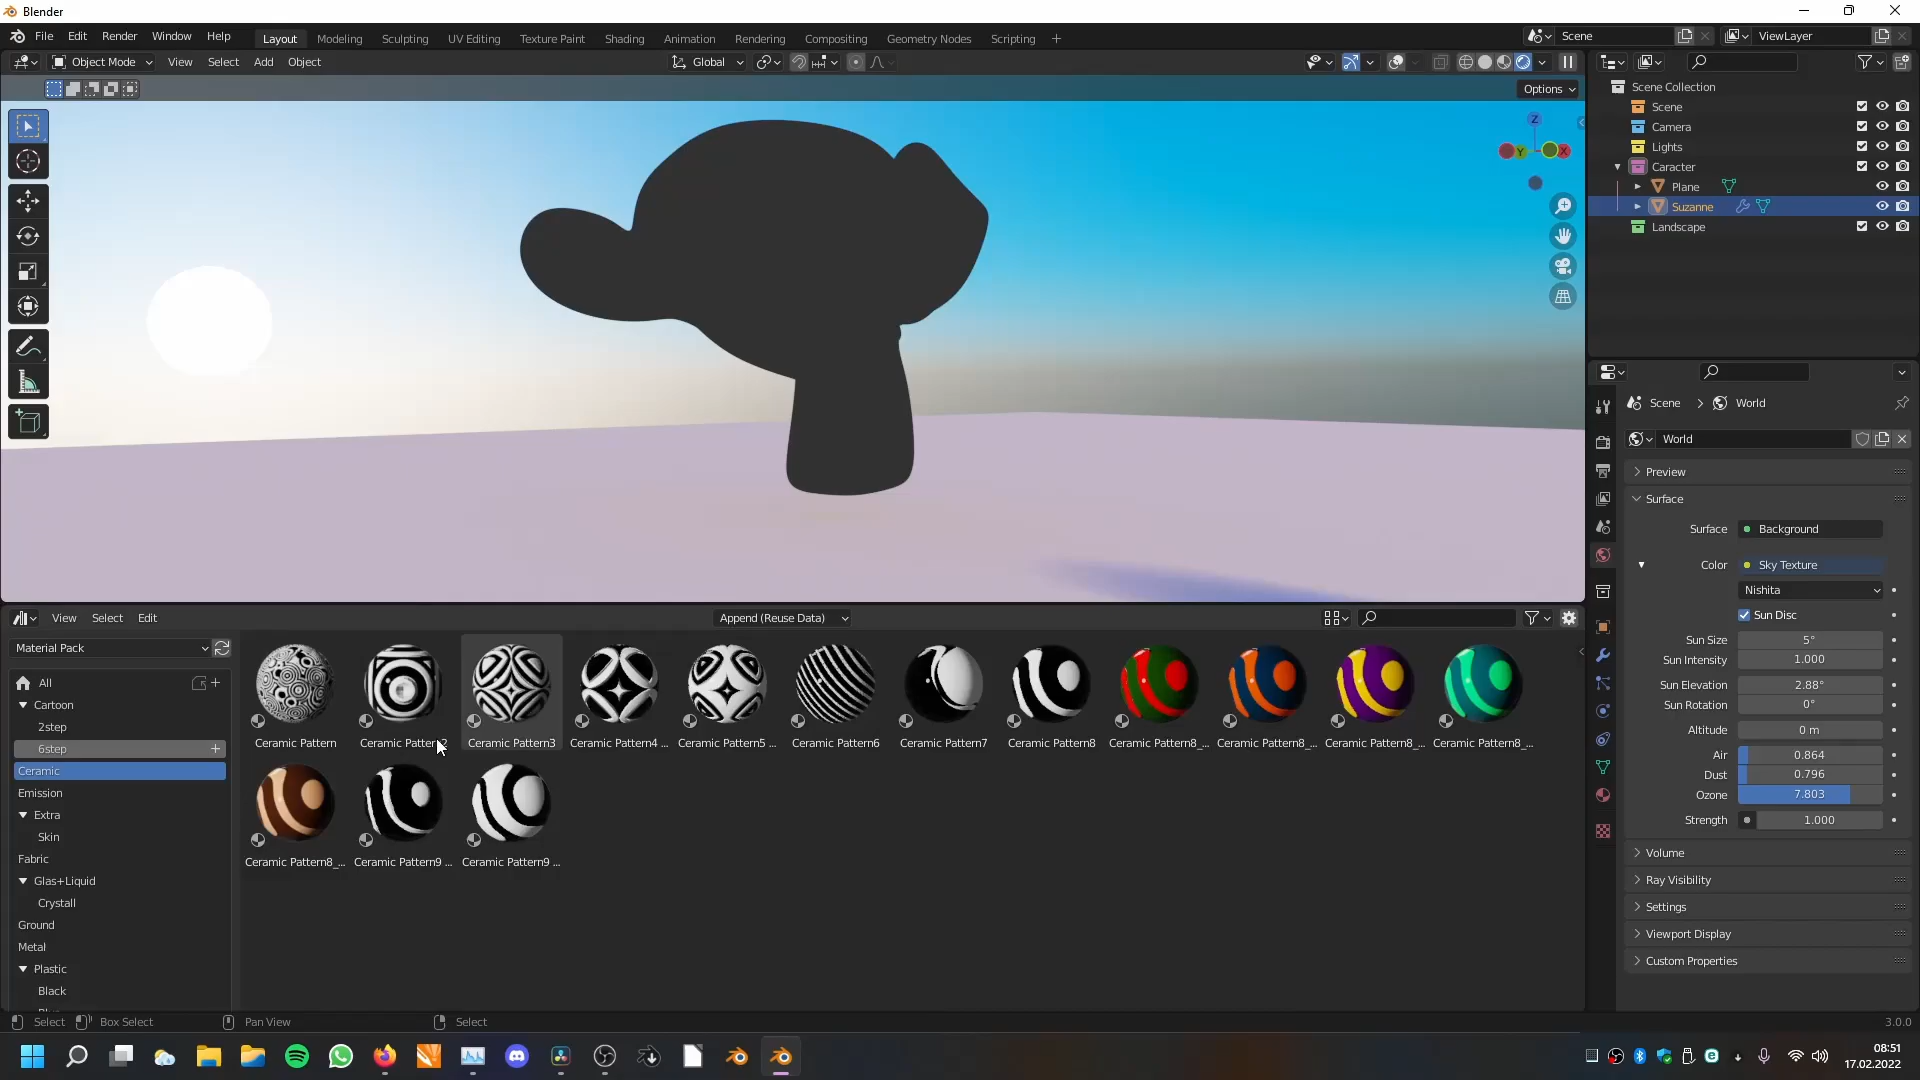 Blender
File Edit Render Window Help Layout Modeling Sculpting UV Editing Texture Paint Shading Animation Rendering Compositing Geometry Nodes Scripting + Scene ViewLayer
Object Mode View Select Add Object Global
Options
Z
Y X
Scene Collection
Scene
Camera
Lights
Caracter
Plane
Suzanne
Landscape
Scene > World
World
Preview
Surface
Surface Background
Color Sky Texture
Nishita
Sun Disc
Sun Size 5°
Sun Intensity 1.000
Sun Elevation 2.88°
Sun Rotation 0°
Altitude 0 m
Air 0.864
Dust 0.796
Ozone 7.803
Strength 1.000
Volume
Ray Visibility
Settings
Viewport Display
Custom Properties
View Select Edit Append (Reuse Data)
Material Pack
All
Cartoon
2step
6step
Ceramic
Emission
Extra
Skin
Fabric
Glas+Liquid
Crystall
Ground
Metal
Plastic
Black
Ceramic Pattern Ceramic Pattern2 Ceramic Pattern3 Ceramic Pattern4 ... Ceramic Pattern5 ... Ceramic Pattern6 Ceramic Pattern7 Ceramic Pattern8 Ceramic Pattern8_... Ceramic Pattern8_... Ceramic Pattern8_... Ceramic Pattern8_...
Ceramic Pattern8_... Ceramic Pattern9 ... Ceramic Pattern9 ...
Select Box Select Pan View Select 3.0.0
08:51
17.02.2022